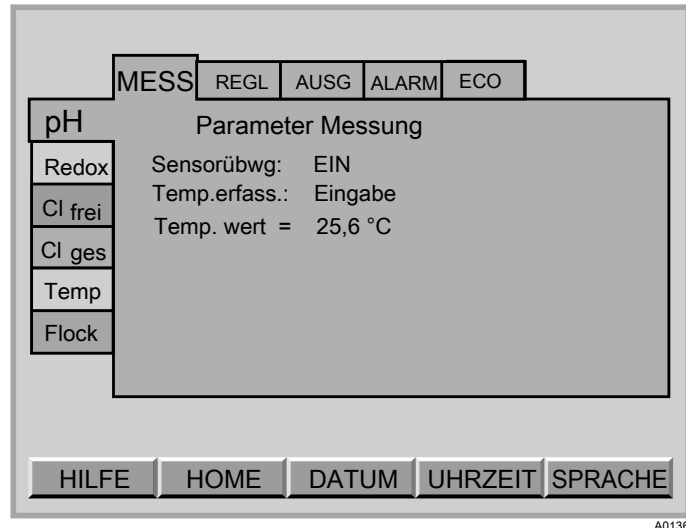 MESS REGL AUSG ALARM ECO
pH
Parameter Messung
Redox
Sensorübwg: EIN
Temp.erfass.: Eingabe
Cl frei
Temp. wert = 25,6 °C
Cl ges
Temp
Flock
HILFE HOME DATUM UHRZEIT SPRACHE
A0136